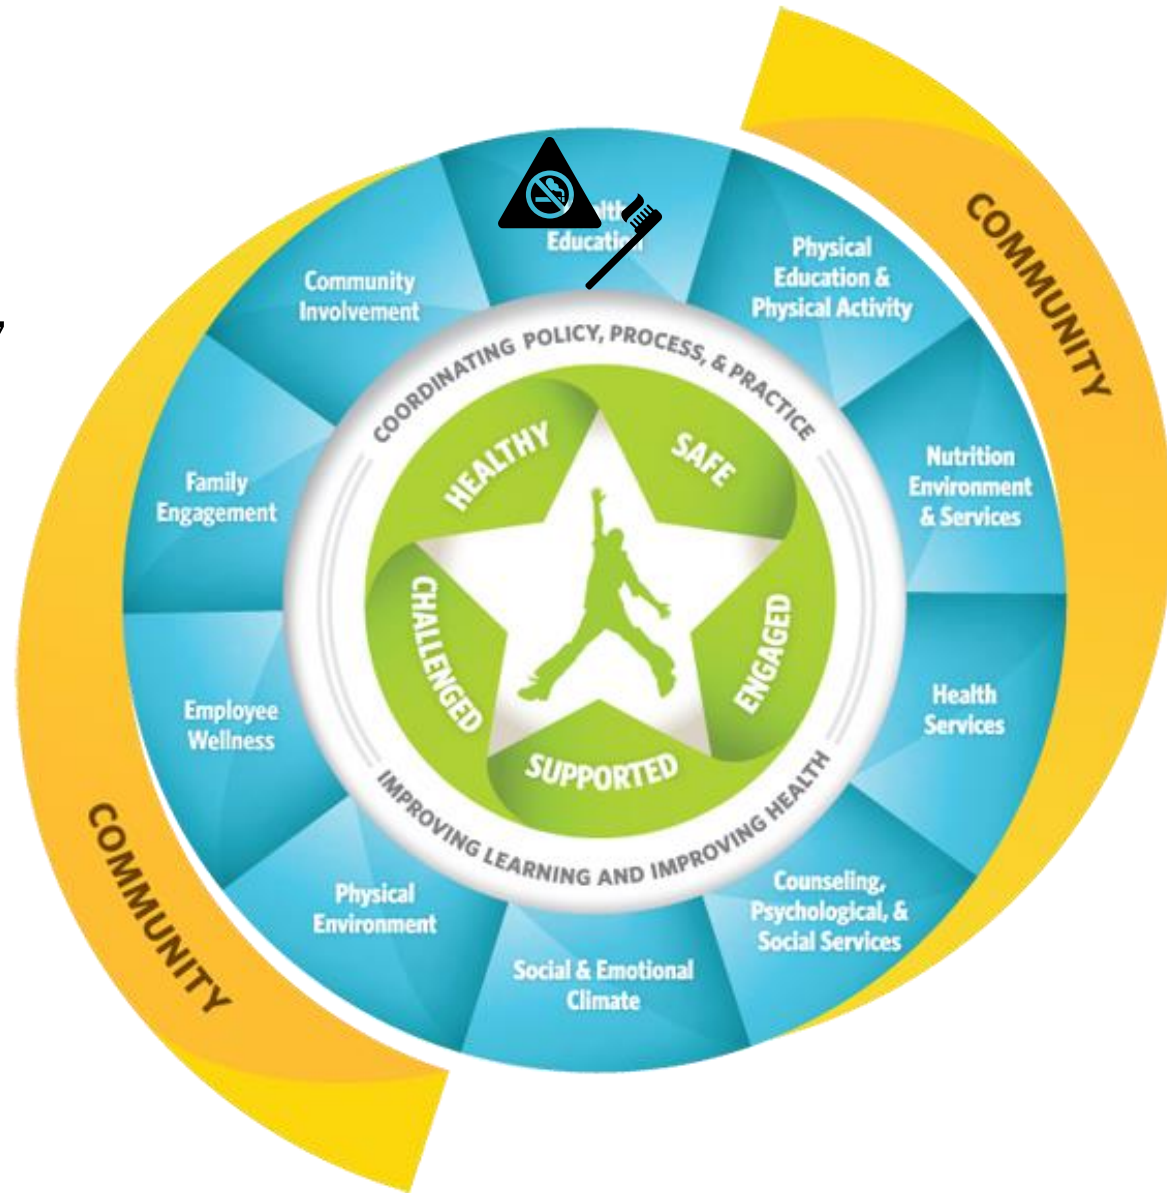 COMMUNITY
Education
Physical
Education &
Physical Activity
Nutrition
Environment
& Services
Health
Services
Counseling,
Psychological, &
Social Services
Social & Emotional
Climate
Physical
Environment
Employee
Wellness
Family
Engagement
Community
Involvement
COORDINATING POLICY, PROCESS, & PRACTICE
IMPROVING LEARNING AND IMPROVING HEALTH
HEALTHY
SAFE
ENGAGED
SUPPORTED
CHALLENGED
COMMUNITY